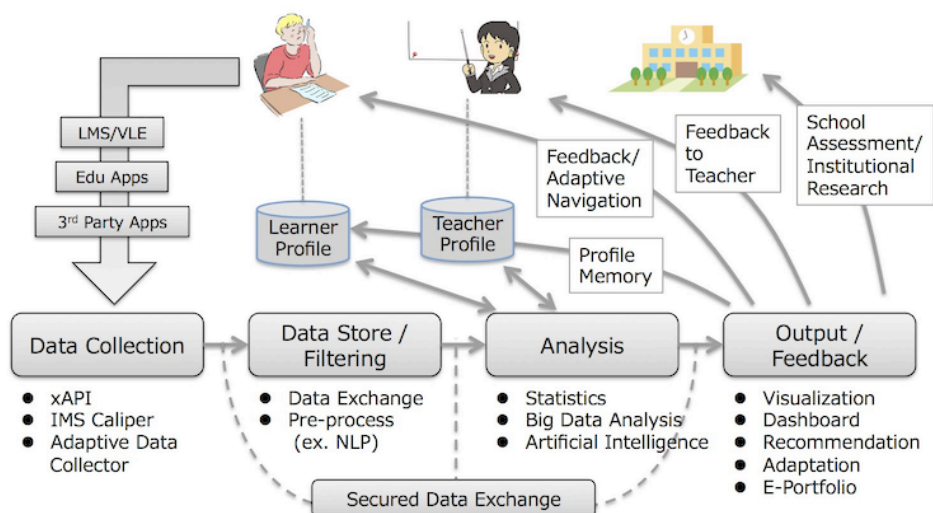 LMS/VLE
Edu Apps
3rd Party Apps
Learner
Profile
Teacher
Profile
Feedback/
Adaptive
Navigation
Feedback
to
Teacher
School
Assessment/
Institutional
Research
Profile
Memory
Data Collection
● xAPI
● IMS Caliper
● Adaptive Data
Collector
Data Store /
Filtering
● Data Exchange
● Pre-process
(ex. NLP)
Analysis
● Statistics
● Big Data Analysis
● Artificial Intelligence
Output /
Feedback
● Visualization
● Dashboard
● Recommendation
● Adaptation
● E-Portfolio
Secured Data Exchange